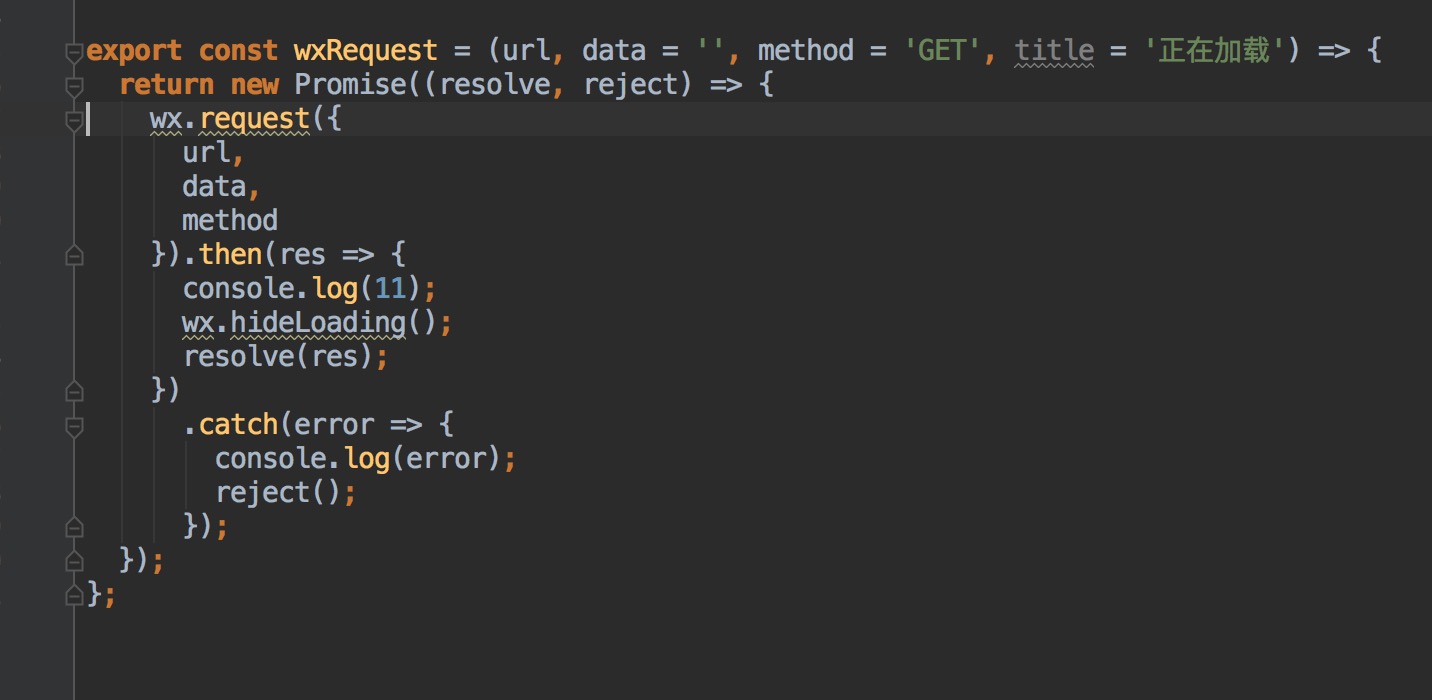 export const wxRequest = (url, data = '', method = 'GET', title = '正在加载') => {
  return new Promise((resolve, reject) => {
    wx.request({
      url,
      data,
      method
    }).then(res => {
      console.log(11);
      wx.hideLoading();
      resolve(res);
    })
      .catch(error => {
        console.log(error);
        reject();
      });
  });
};